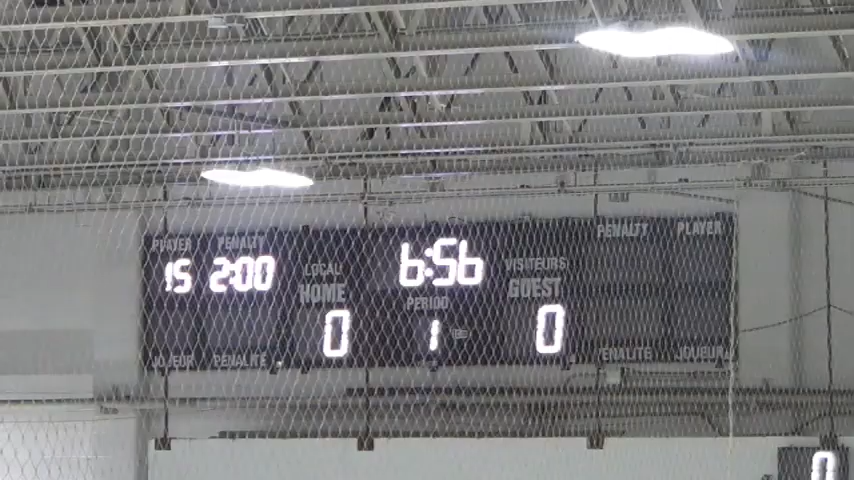 PLAYER PENALTY
15 2:00
JOUEUR PENALITE
LOCAL
HOME
0
6:56
PERIOD
1
VISITEURS
GUEST
0
PENALTY PLAYER
PENALITE JOUEUR
0